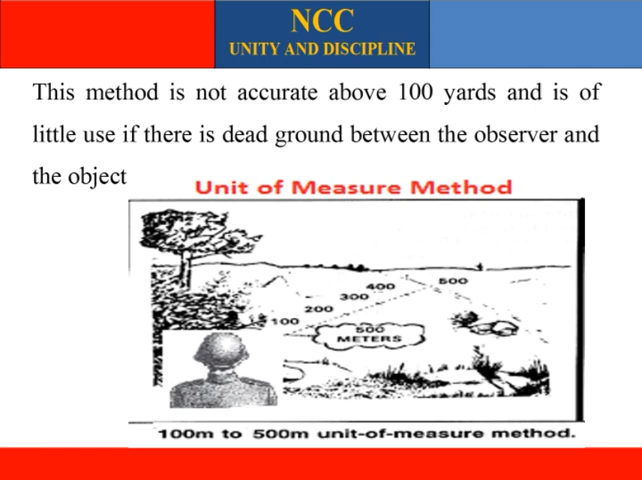 NCC
UNITY AND DISCIPLINE
This method is not accurate above 100 yards and is of
little use if there is dead ground between the observer and
the object
Unit of Measure Method
500
400
300
200
100
500
METERS
100m to 500m unit-of-measure method.